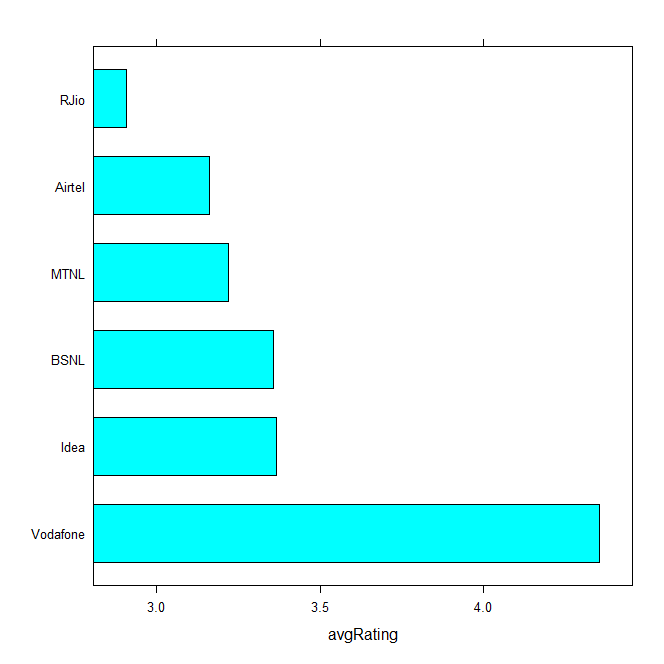 RJio
Airtel
MTNL
BSNL
Idea
Vodafone
3.0 3.5 4.0
avgRating